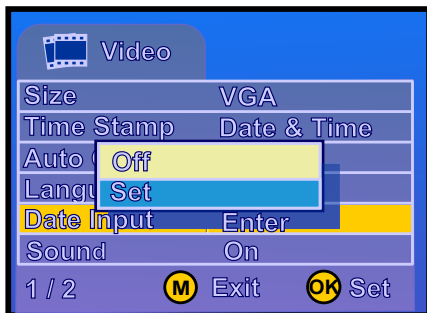 Video
Size VGA
Time Stamp Date & Time
Auto
Off
Set
Date Input Enter
Sound On
1 / 2 M Exit OK Set